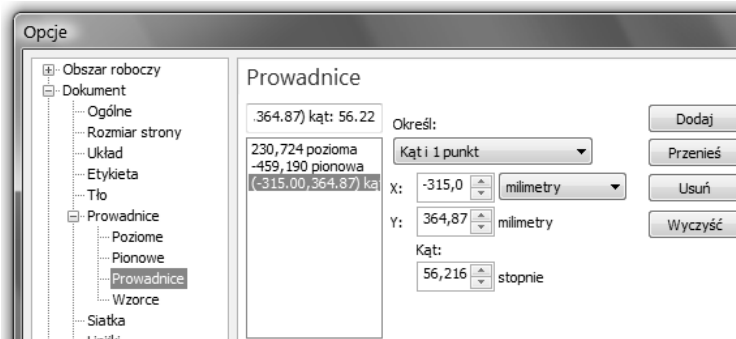 Opcje
Obszar roboczy
Dokument
Ogólne
Rozmiar strony
Układ
Etykieta
Tło
Prowadnice
Poziome
Pionowe
Prowadnice
Wzorce
Siatka
Prowadnice
.364.87) kąt: 56.22
230,724 pozioma
-459,190 pionowa
(-315.00,364.87) ką
Określ:
Kąt i 1 punkt
X: -315,0 milimetry
Y: 364,87 milimetry
Kąt:
56,216 stopnie
Dodaj
Przenieś
Usuń
Wyczyść